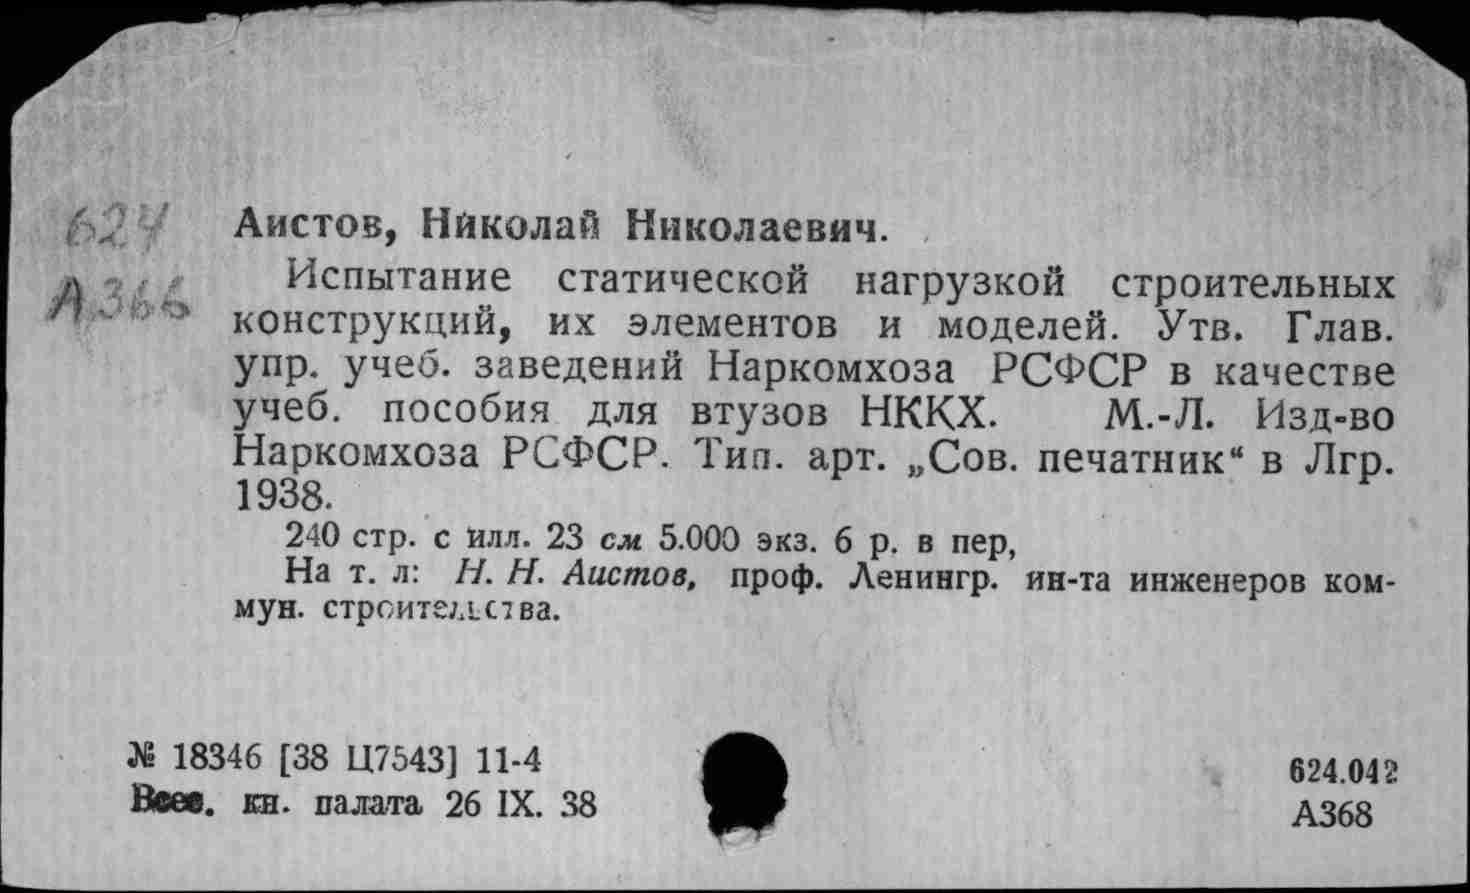 624
А366
Аистов, Николай Николаевич.
Испытание статической нагрузкой строительных
конструкций, их элементов и моделей. Утв. Глав.
упр. учеб. заведений Наркомхоза РСФСР в качестве
учеб. пособия для втузов НККХ. М.-Л. Изд-во
Наркомхоза РСФСР. Тип. арт. „Сов. печатник“ в Лгр.
1938.
240 стр. с илл. 23 см 5.000 экз. 6 р. в пер,
На т. л: Н. Н. Аистов, проф. Ленингр. ин-та инженеров ком-
мун. строительства.
№ 18346 [38 Ц7543] 11-4
Всес. кн. палата 26 IX. 38
624.042
А368